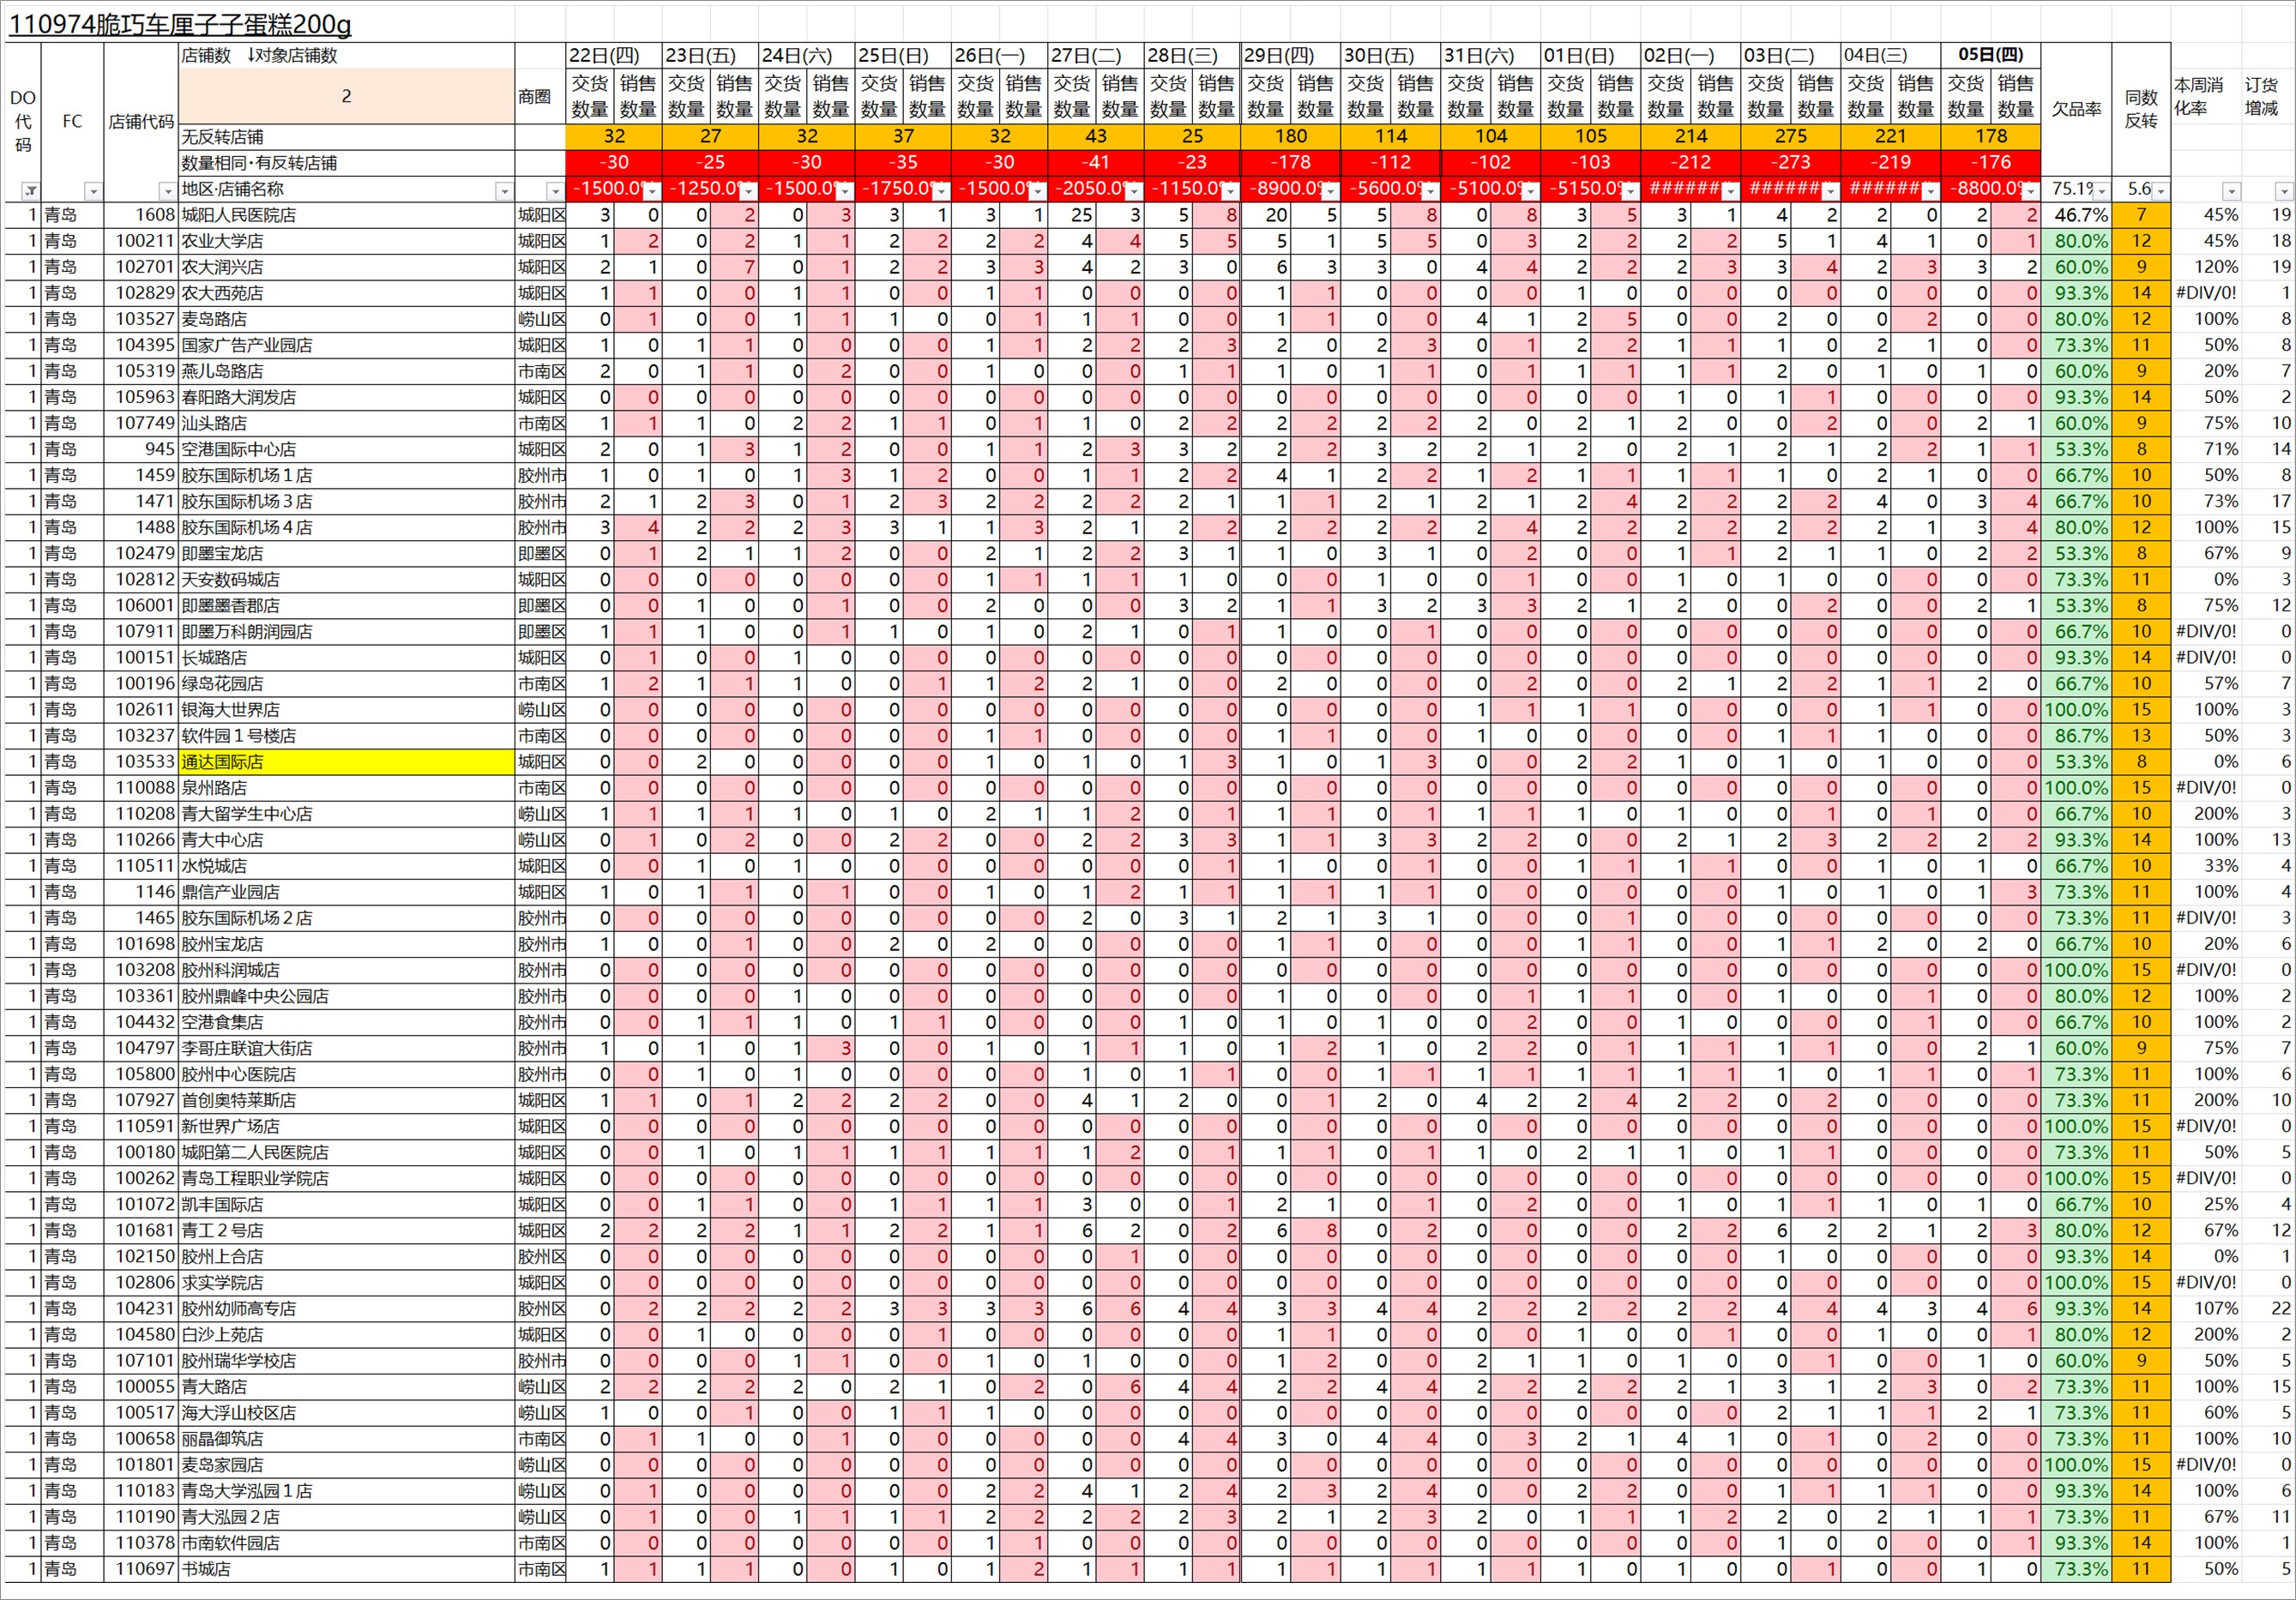 110974脆巧车厘子子蛋糕200g
店铺数 ↓对象店铺数 22日(四) 23日(五) 24日(六) 25日(日) 26日(一) 27日(二) 28日(三) 29日(四) 30日(五) 31日(六) 01日(日) 02日(一) 03日(二) 04日(三) 05日(四)
DO代码 FC 店铺代码 2 商圈 交货数量 销售数量 交货数量 销售数量 交货数量 销售数量 交货数量 销售数量 交货数量 销售数量 交货数量 销售数量 交货数量 销售数量 交货数量 销售数量 交货数量 销售数量 交货数量 销售数量 交货数量 销售数量 交货数量 销售数量 交货数量 销售数量 交货数量 销售数量 交货数量 销售数量 欠品率 同数反转 本周消化率 订货增减
无反转店铺 32 27 32 37 32 43 25 180 114 104 105 214 275 221 178
数量相同·有反转店铺 -30 -25 -30 -35 -30 -41 -23 -178 -112 -102 -103 -212 -273 -219 -176
地区·店铺名称 -1500.0% -1250.0% -1500.0% -1750.0% -1500.0% -2050.0% -1150.0% -8900.0% -5600.0% -5100.0% -5150.0% ###### ###### ###### -8800.0% 75.1% 5.6
1 青岛 1608 城阳人民医院店 城阳区 3 0 0 2 0 3 3 1 3 1 25 3 5 8 20 5 5 8 0 8 3 5 3 1 4 2 2 0 2 2 46.7% 7 45% 19
1 青岛 100211 农业大学店 城阳区 1 2 0 2 1 1 2 2 2 2 4 4 5 5 5 1 5 5 0 3 2 2 2 2 5 1 4 1 0 1 80.0% 12 45% 18
1 青岛 102701 农大润兴店 城阳区 2 1 0 7 0 1 2 2 3 3 4 2 3 0 6 3 3 0 4 4 2 2 2 3 3 4 2 3 3 2 60.0% 9 120% 19
1 青岛 102829 农大西苑店 城阳区 1 1 0 0 1 1 0 0 1 1 0 0 0 0 1 1 0 0 0 0 1 0 0 0 0 0 0 0 0 0 93.3% 14 #DIV/0! 1
1 青岛 103527 麦岛路店 崂山区 0 1 0 0 1 1 1 0 0 1 1 1 0 0 1 1 0 0 4 1 2 5 0 0 2 0 0 2 0 0 80.0% 12 100% 8
1 青岛 104395 国家广告产业园店 城阳区 1 0 1 1 0 0 0 0 1 1 2 2 2 3 2 0 2 3 0 1 2 2 1 1 1 0 2 1 0 0 73.3% 11 50% 8
1 青岛 105319 燕儿岛路店 市南区 2 0 1 1 0 2 0 0 1 0 0 0 1 1 1 0 1 1 0 1 1 1 1 1 2 0 1 0 1 0 60.0% 9 20% 7
1 青岛 105963 春阳路大润发店 城阳区 0 0 0 0 0 0 0 0 0 0 0 0 0 0 0 0 0 0 0 0 0 0 1 0 1 1 0 0 0 0 93.3% 14 50% 2
1 青岛 107749 汕头路店 市南区 1 1 1 0 2 2 1 1 0 1 1 0 2 2 2 2 2 2 2 0 2 1 2 0 0 2 0 0 2 1 60.0% 9 75% 10
1 青岛 945 空港国际中心店 城阳区 2 0 1 3 1 2 0 0 1 1 2 3 3 2 2 2 3 2 2 1 2 0 2 1 2 1 2 2 1 1 53.3% 8 71% 14
1 青岛 1459 胶东国际机场1店 胶州市 1 0 1 0 1 3 1 2 0 0 1 1 2 2 4 1 2 2 1 2 1 1 1 1 1 0 2 1 0 0 66.7% 10 50% 8
1 青岛 1471 胶东国际机场3店 胶州市 2 1 2 3 0 1 2 3 2 2 2 2 2 1 1 1 2 1 2 1 2 4 2 2 2 2 4 0 3 4 66.7% 10 73% 17
1 青岛 1488 胶东国际机场4店 胶州市 3 4 2 2 2 3 3 1 1 3 2 1 2 2 2 2 2 2 2 4 2 2 2 2 2 2 2 1 3 4 80.0% 12 100% 15
1 青岛 102479 即墨宝龙店 即墨区 0 1 2 1 1 2 0 0 2 1 2 2 3 1 1 0 3 1 0 2 0 0 1 1 2 1 1 0 2 2 53.3% 8 67% 9
1 青岛 102812 天安数码城店 城阳区 0 0 0 0 0 0 0 0 1 1 1 1 1 0 0 0 1 0 0 1 0 0 1 0 1 0 0 0 0 0 73.3% 11 0% 3
1 青岛 106001 即墨墨香郡店 即墨区 0 0 1 0 0 1 0 0 2 0 0 0 3 2 1 1 3 2 3 3 2 1 2 0 0 2 0 0 2 1 53.3% 8 75% 12
1 青岛 107911 即墨万科朗润园店 即墨区 1 1 1 0 0 1 1 0 1 0 2 1 0 1 1 0 0 1 0 0 0 0 0 0 0 0 0 0 0 0 66.7% 10 #DIV/0! 0
1 青岛 100151 长城路店 城阳区 0 1 0 0 1 0 0 0 0 0 0 0 0 0 0 0 0 0 0 0 0 0 0 0 0 0 0 0 0 0 93.3% 14 #DIV/0! 0
1 青岛 100196 绿岛花园店 市南区 1 2 1 1 1 0 0 1 1 2 2 1 0 0 2 0 0 0 0 2 0 0 2 1 2 2 1 1 2 0 66.7% 10 57% 7
1 青岛 102611 银海大世界店 崂山区 0 0 0 0 0 0 0 0 0 0 0 0 0 0 0 0 0 0 1 1 1 1 0 0 0 0 1 1 0 0 100.0% 15 100% 3
1 青岛 103237 软件园1号楼店 市南区 0 0 0 0 0 0 0 0 1 1 0 0 0 0 1 1 0 0 1 0 0 0 0 0 1 1 1 0 0 0 86.7% 13 50% 3
1 青岛 103533 通达国际店 城阳区 0 0 2 0 0 0 0 0 1 0 1 0 1 3 1 0 1 3 0 0 2 2 1 0 1 0 1 0 0 0 53.3% 8 0% 6
1 青岛 110088 泉州路店 市南区 0 0 0 0 0 0 0 0 0 0 0 0 0 0 0 0 0 0 0 0 0 0 0 0 0 0 0 0 0 0 100.0% 15 #DIV/0! 0
1 青岛 110208 青大留学生中心店 崂山区 1 1 1 1 1 0 1 0 2 1 1 2 0 1 1 1 0 1 1 1 1 0 1 0 0 1 0 1 0 0 66.7% 10 200% 3
1 青岛 110266 青大中心店 崂山区 0 1 0 2 0 0 2 2 0 0 2 2 3 3 1 1 3 3 2 2 0 0 2 1 2 3 2 2 2 2 93.3% 14 100% 13
1 青岛 110511 水悦城店 城阳区 0 0 1 0 1 0 0 0 0 0 0 0 0 1 1 0 0 1 0 0 1 1 1 1 0 0 1 0 1 0 66.7% 10 33% 4
1 青岛 1146 鼎信产业园店 城阳区 1 0 1 1 0 1 0 0 1 0 1 2 1 1 1 1 1 1 0 0 0 0 0 0 1 0 1 0 1 3 73.3% 11 100% 4
1 青岛 1465 胶东国际机场2店 胶州市 0 0 0 0 0 0 0 0 0 0 2 0 3 1 2 1 3 1 0 0 0 1 0 0 0 0 0 0 0 0 73.3% 11 #DIV/0! 3
1 青岛 101698 胶州宝龙店 胶州市 1 0 0 1 0 0 2 0 2 0 0 0 0 0 1 1 0 0 0 0 1 1 0 0 1 1 2 0 2 0 66.7% 10 20% 6
1 青岛 103208 胶州科润城店 胶州市 0 0 0 0 0 0 0 0 0 0 0 0 0 0 0 0 0 0 0 0 0 0 0 0 0 0 0 0 0 0 100.0% 15 #DIV/0! 0
1 青岛 103361 胶州鼎峰中央公园店 胶州市 0 0 0 0 1 0 0 0 0 0 0 0 0 0 1 0 0 0 0 1 1 1 0 0 1 0 0 1 0 0 80.0% 12 100% 2
1 青岛 104432 空港食集店 胶州市 0 0 1 1 1 0 1 1 0 0 0 0 1 0 1 0 1 0 0 2 0 0 1 0 0 0 0 1 0 0 66.7% 10 100% 2
1 青岛 104797 李哥庄联谊大街店 胶州市 1 0 1 0 1 3 0 0 1 0 1 1 1 0 1 2 1 0 2 2 0 1 1 1 1 1 0 0 2 1 60.0% 9 75% 7
1 青岛 105800 胶州中心医院店 胶州市 0 0 1 0 1 0 0 0 0 0 1 0 1 1 0 0 1 1 1 1 1 1 1 1 1 0 1 1 0 1 73.3% 11 100% 6
1 青岛 107927 首创奥特莱斯店 城阳区 1 1 0 1 2 2 2 2 0 0 4 1 2 0 0 1 2 0 4 2 2 4 2 2 0 2 0 0 0 0 73.3% 11 200% 10
1 青岛 110591 新世界广场店 城阳区 0 0 0 0 0 0 0 0 0 0 0 0 0 0 0 0 0 0 0 0 0 0 0 0 0 0 0 0 0 0 100.0% 15 #DIV/0! 0
1 青岛 100180 城阳第二人民医院店 城阳区 0 0 1 0 1 1 1 1 1 1 1 2 0 1 1 1 0 1 1 0 2 1 1 0 1 1 0 0 0 0 73.3% 11 50% 5
1 青岛 100262 青岛工程职业学院店 城阳区 0 0 0 0 0 0 0 0 0 0 0 0 0 0 0 0 0 0 0 0 0 0 0 0 0 0 0 0 0 0 100.0% 15 #DIV/0! 0
1 青岛 101072 凯丰国际店 城阳区 0 0 1 1 0 0 1 1 1 1 3 0 0 1 2 1 0 1 0 2 0 0 1 0 1 1 1 0 1 0 66.7% 10 25% 4
1 青岛 101681 青工2号店 城阳区 2 2 2 2 1 1 2 2 1 1 6 2 0 2 6 8 0 2 0 0 0 0 2 2 6 2 2 1 2 3 80.0% 12 67% 12
1 青岛 102150 胶州上合店 胶州区 0 0 0 0 0 0 0 0 0 0 0 1 0 0 0 0 0 0 0 0 0 0 0 0 1 0 0 0 0 0 93.3% 14 0% 1
1 青岛 102806 求实学院店 城阳区 0 0 0 0 0 0 0 0 0 0 0 0 0 0 0 0 0 0 0 0 0 0 0 0 0 0 0 0 0 0 100.0% 15 #DIV/0! 0
1 青岛 104231 胶州幼师高专店 胶州区 0 2 2 2 2 2 3 3 3 3 6 6 4 4 3 3 4 4 2 2 2 2 2 2 4 4 4 3 4 6 93.3% 14 107% 22
1 青岛 104580 白沙上苑店 城阳区 0 0 1 0 0 0 0 1 0 0 0 0 0 0 1 1 0 0 0 0 1 0 0 1 0 0 1 0 0 1 80.0% 12 200% 2
1 青岛 107101 胶州瑞华学校店 胶州市 0 0 0 0 1 1 0 0 1 0 1 0 0 0 1 2 0 0 2 1 1 0 1 0 0 1 0 0 1 0 60.0% 9 50% 5
1 青岛 100055 青大路店 崂山区 2 2 2 2 2 0 2 1 0 2 0 6 4 4 2 2 4 4 2 2 2 2 2 1 3 1 2 3 0 2 73.3% 11 100% 15
1 青岛 100517 海大浮山校区店 崂山区 1 0 0 1 0 0 1 1 1 0 0 0 0 0 0 0 0 0 0 0 0 0 0 0 2 1 1 1 2 1 73.3% 11 60% 5
1 青岛 100658 丽晶御筑店 市南区 0 1 1 0 0 1 0 0 0 0 0 0 4 4 3 0 4 4 0 3 2 1 4 1 0 1 0 2 0 0 73.3% 11 100% 10
1 青岛 101801 麦岛家园店 崂山区 0 0 0 0 0 0 0 0 0 0 0 0 0 0 0 0 0 0 0 0 0 0 0 0 0 0 0 0 0 0 100.0% 15 #DIV/0! 0
1 青岛 110183 青岛大学泓园1店 崂山区 0 1 0 0 0 0 0 0 2 2 4 1 2 4 2 3 2 4 0 0 2 2 0 0 1 1 1 1 0 0 93.3% 14 100% 6
1 青岛 110190 青大泓园2店 崂山区 0 1 0 0 1 1 1 1 2 2 2 2 2 3 2 1 2 3 2 0 1 1 1 2 2 0 2 1 1 1 73.3% 11 67% 11
1 青岛 110378 市南软件园店 市南区 0 0 0 0 0 0 0 0 1 1 0 0 0 0 0 0 0 0 0 0 0 0 0 0 1 0 0 0 0 1 93.3% 14 100% 1
1 青岛 110697 书城店 市南区 1 1 1 1 0 0 1 0 1 2 1 1 1 1 1 1 1 1 1 1 1 0 1 0 0 1 0 0 1 0 73.3% 11 50% 5